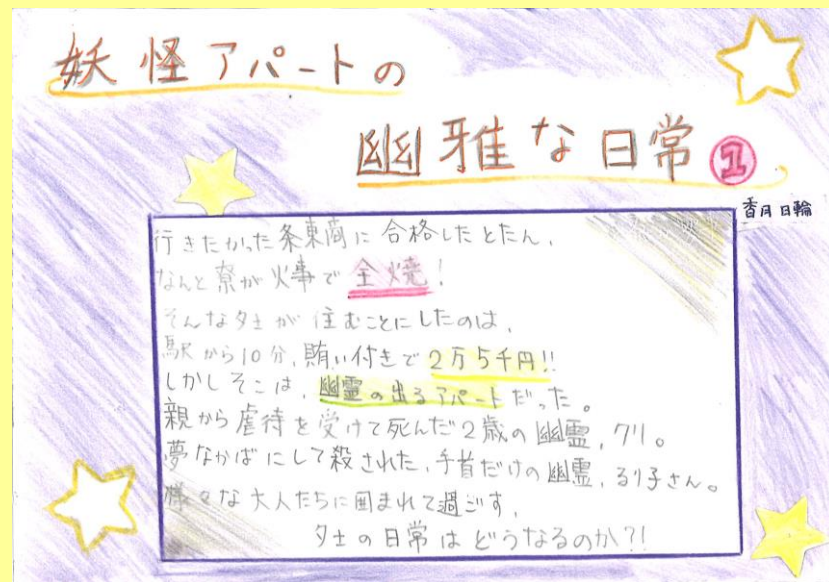 妖怪アパートの
幽雅な日常①
香月日輪
行きたかった条東商に合格したとたん、
なんと寮が火事で全焼！
そんな夕士が住むことにしたのは、
駅から10分、賄い付きで2万5千円!!
しかしそこは、幽霊の出るアパートだった。
親から虐待を受けて死んだ2歳の幽霊、クリ。
夢なかばにして殺された、手首だけの幽霊、るり子さん。
様々な大人たちに囲まれて過ごす、
夕士の日常はどうなるのか?!